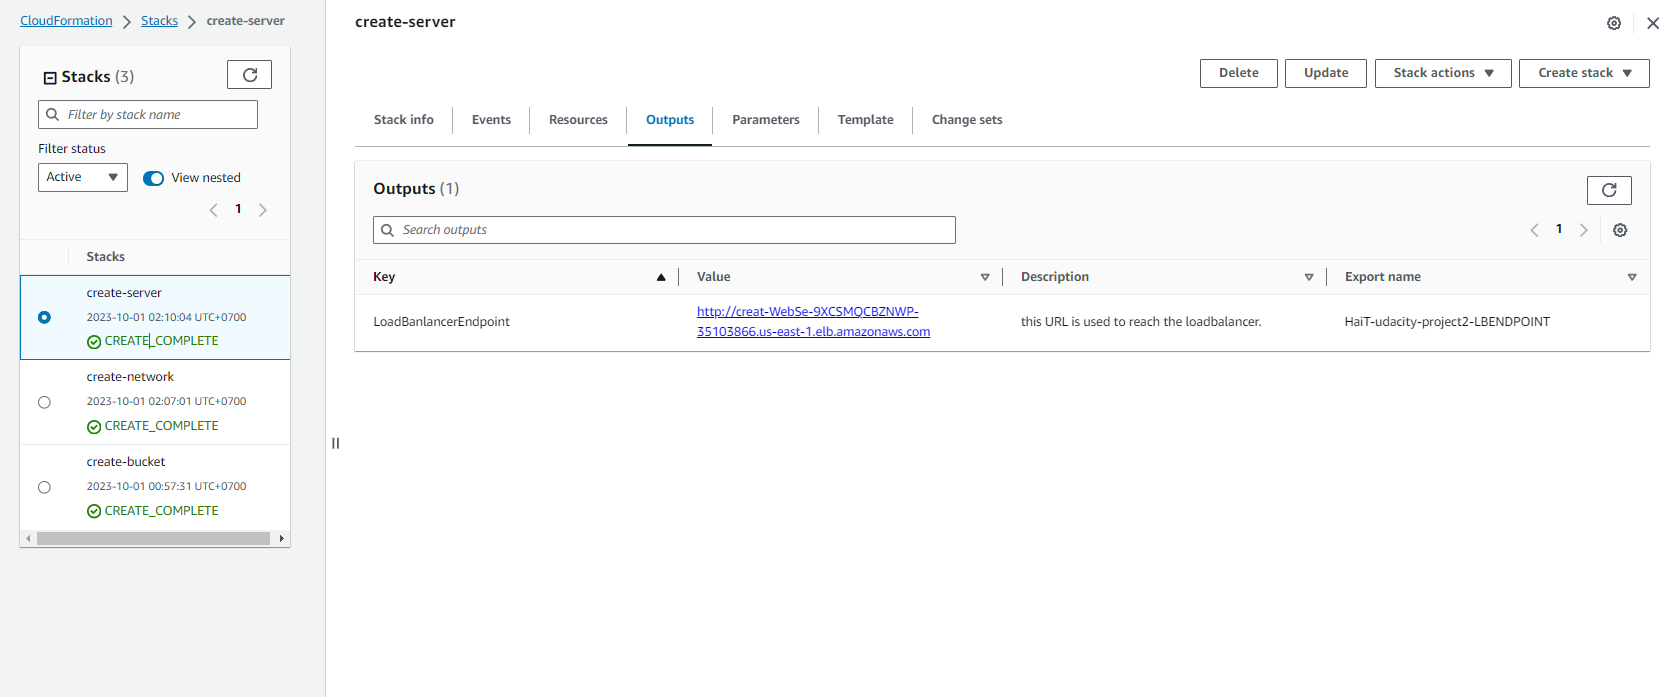 CloudFormation > Stacks > create-server
Stacks (3)
Filter by stack name
Filter status
Active
View nested
1
Stacks
create-server
2023-10-01 02:10:04 UTC+0700
CREATE_COMPLETE
create-network
2023-10-01 02:07:01 UTC+0700
CREATE_COMPLETE
create-bucket
2023-10-01 00:57:31 UTC+0700
CREATE_COMPLETE
create-server
Delete Update Stack actions Create stack
Stack info Events Resources Outputs Parameters Template Change sets
Outputs (1)
Search outputs
1
Key Value Description Export name
LoadBanlancerEndpoint
http://creat-WebSe-9XCSMQCBZNWP-
35103866.us-east-1.elb.amazonaws.com
this URL is used to reach the loadbalancer.
HaiT-udacity-project2-LBENDPOINT